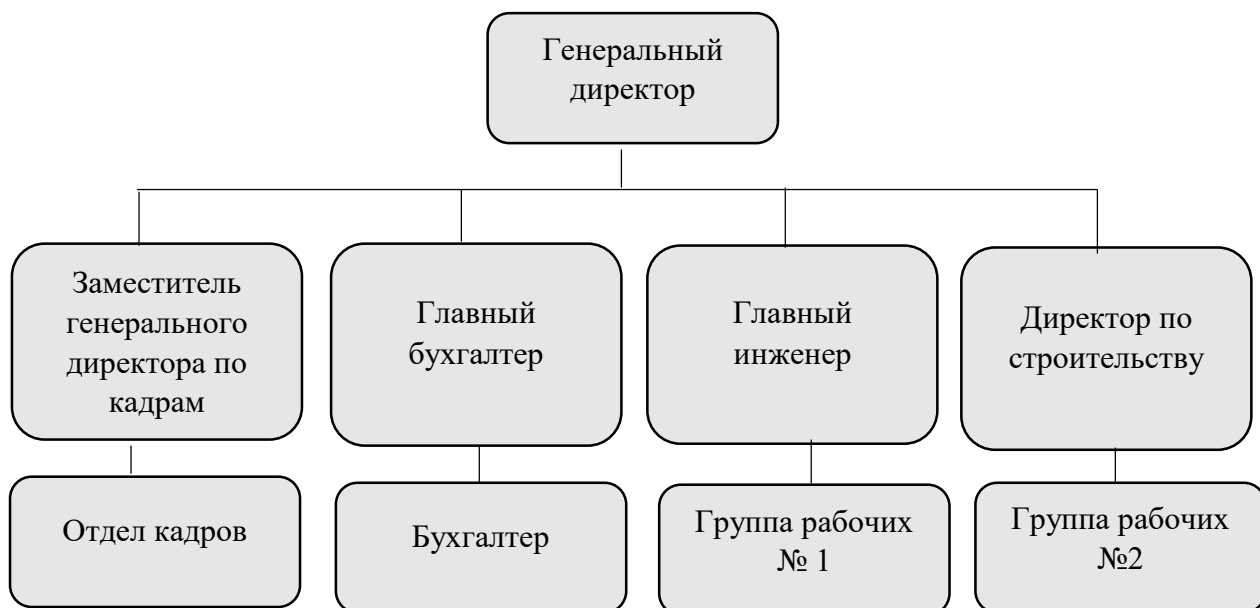 Генеральный
директор
Заместитель
генерального
директора по
кадрам
Главный
бухгалтер
Главный
инженер
Директор по
строительству
Отдел кадров
Бухгалтер
Группа рабочих
№ 1
Группа рабочих
№2